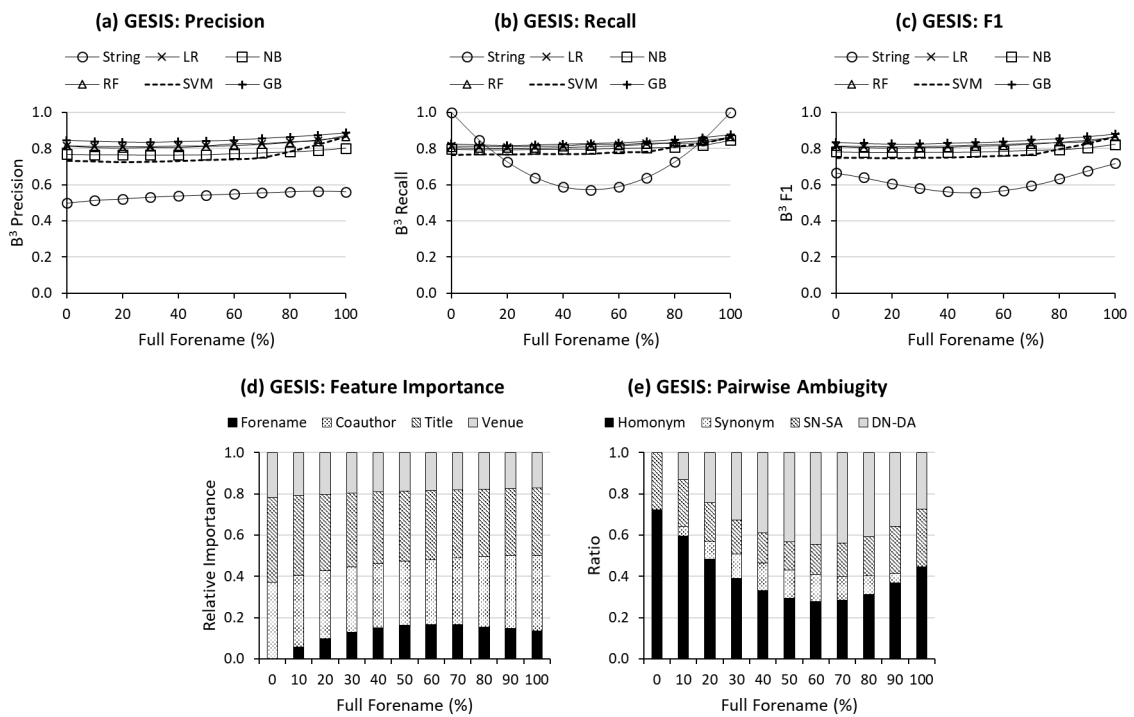 (a) GESIS: Precision
String LR NB
RF SVM GB
B³ Precision
1.0
0.8
0.6
0.4
0.2
0.0
0 20 40 60 80 100
Full Forename (%)
(b) GESIS: Recall
String LR NB
RF SVM GB
B³ Recall
1.0
0.8
0.6
0.4
0.2
0.0
0 20 40 60 80 100
Full Forename (%)
(c) GESIS: F1
String LR NB
RF SVM GB
B³ F1
1.0
0.8
0.6
0.4
0.2
0.0
0 20 40 60 80 100
Full Forename (%)
(d) GESIS: Feature Importance
Forename Coauthor Title Venue
Relative Importance
1.0
0.8
0.6
0.4
0.2
0.0
0 10 20 30 40 50 60 70 80 90 100
Full Forename (%)
(e) GESIS: Pairwise Ambiugity
Homonym Synonym SN-SA DN-DA
Ratio
1.0
0.8
0.6
0.4
0.2
0.0
0 10 20 30 40 50 60 70 80 90 100
Full Forename (%)